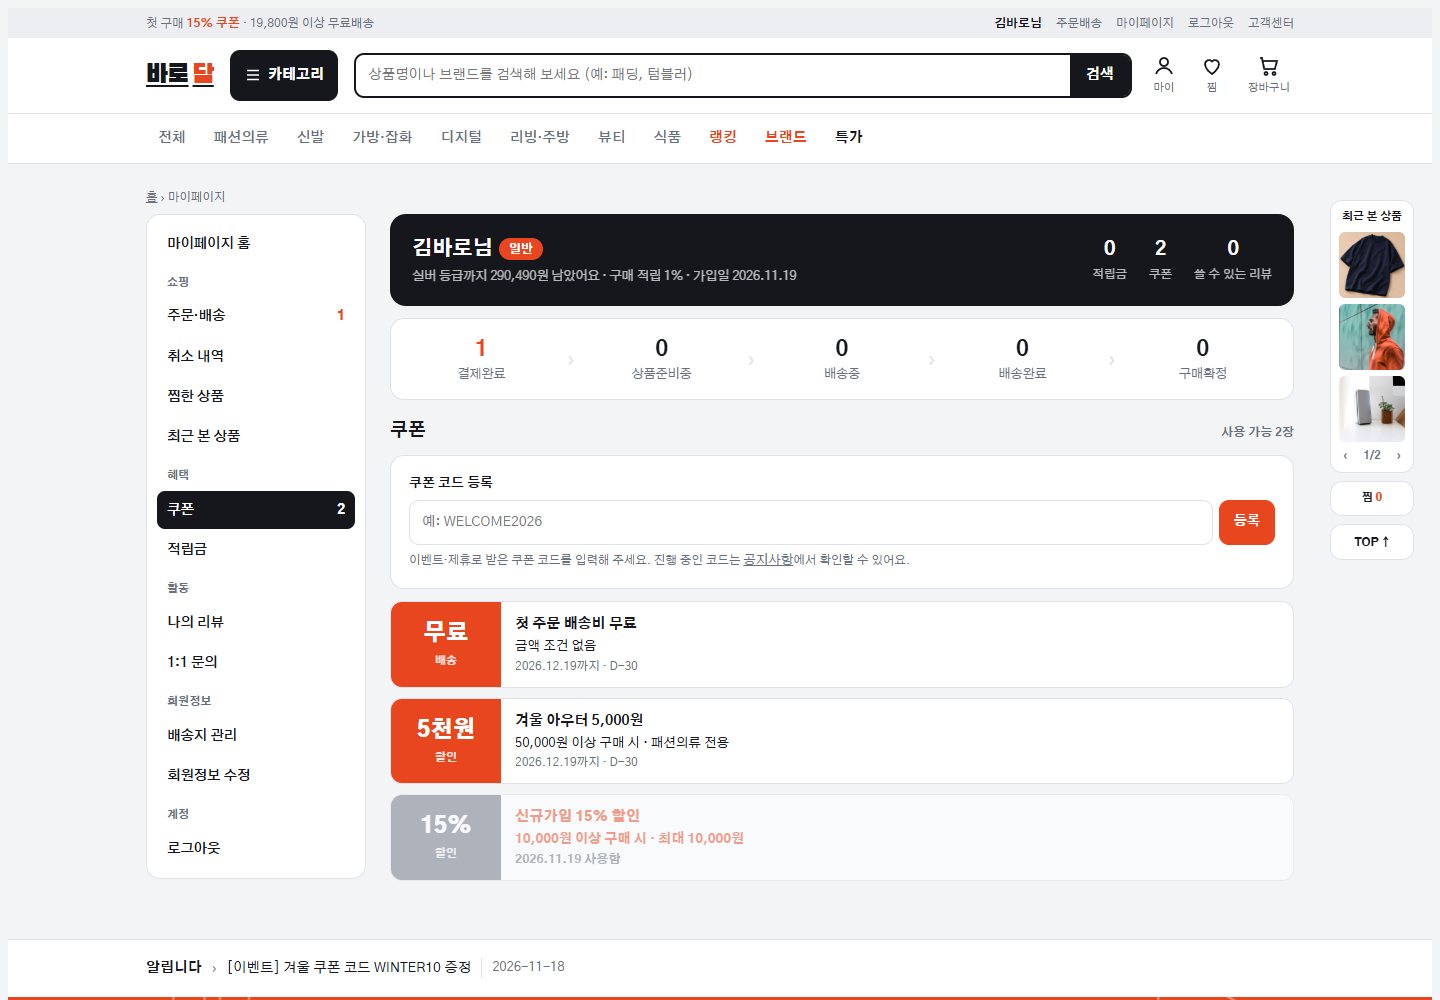 첫 구매 15% 쿠폰 · 19,800원 이상 무료배송
김바로님 주문배송 마이페이지 로그아웃 고객센터
바로달
카테고리
상품명이나 브랜드를 검색해 보세요 (예: 패딩, 텀블러)
검색
마이 찜 장바구니
전체 패션의류 신발 가방·잡화 디지털 리빙·주방 뷰티 식품 랭킹 브랜드 특가
홈 › 마이페이지
마이페이지 홈
쇼핑
주문·배송 1
취소 내역
찜한 상품
최근 본 상품
혜택
쿠폰 2
적립금
활동
나의 리뷰
1:1 문의
회원정보
배송지 관리
회원정보 수정
계정
로그아웃
김바로님 일반
실버 등급까지 290,490원 남았어요 · 구매 적립 1% · 가입일 2026.11.19
0 2 0
적립금 쿠폰 쓸 수 있는 리뷰
1 › 0 › 0 › 0 › 0
결제완료 상품준비중 배송중 배송완료 구매확정
쿠폰
사용 가능 2장
쿠폰 코드 등록
예: WELCOME2026
등록
이벤트·제휴로 받은 쿠폰 코드를 입력해 주세요. 진행 중인 코드는 공지사항에서 확인할 수 있어요.
무료
배송
첫 주문 배송비 무료
금액 조건 없음
2026.12.19까지 · D-30
5천원
할인
겨울 아우터 5,000원
50,000원 이상 구매 시 · 패션의류 전용
2026.12.19까지 · D-30
15%
할인
신규가입 15% 할인
10,000원 이상 구매 시 · 최대 10,000원
2026.11.19 사용함
최근 본 상품
‹ 1/2 ›
찜 0
TOP ↑
알립니다 › [이벤트] 겨울 쿠폰 코드 WINTER10 증정 2026-11-18